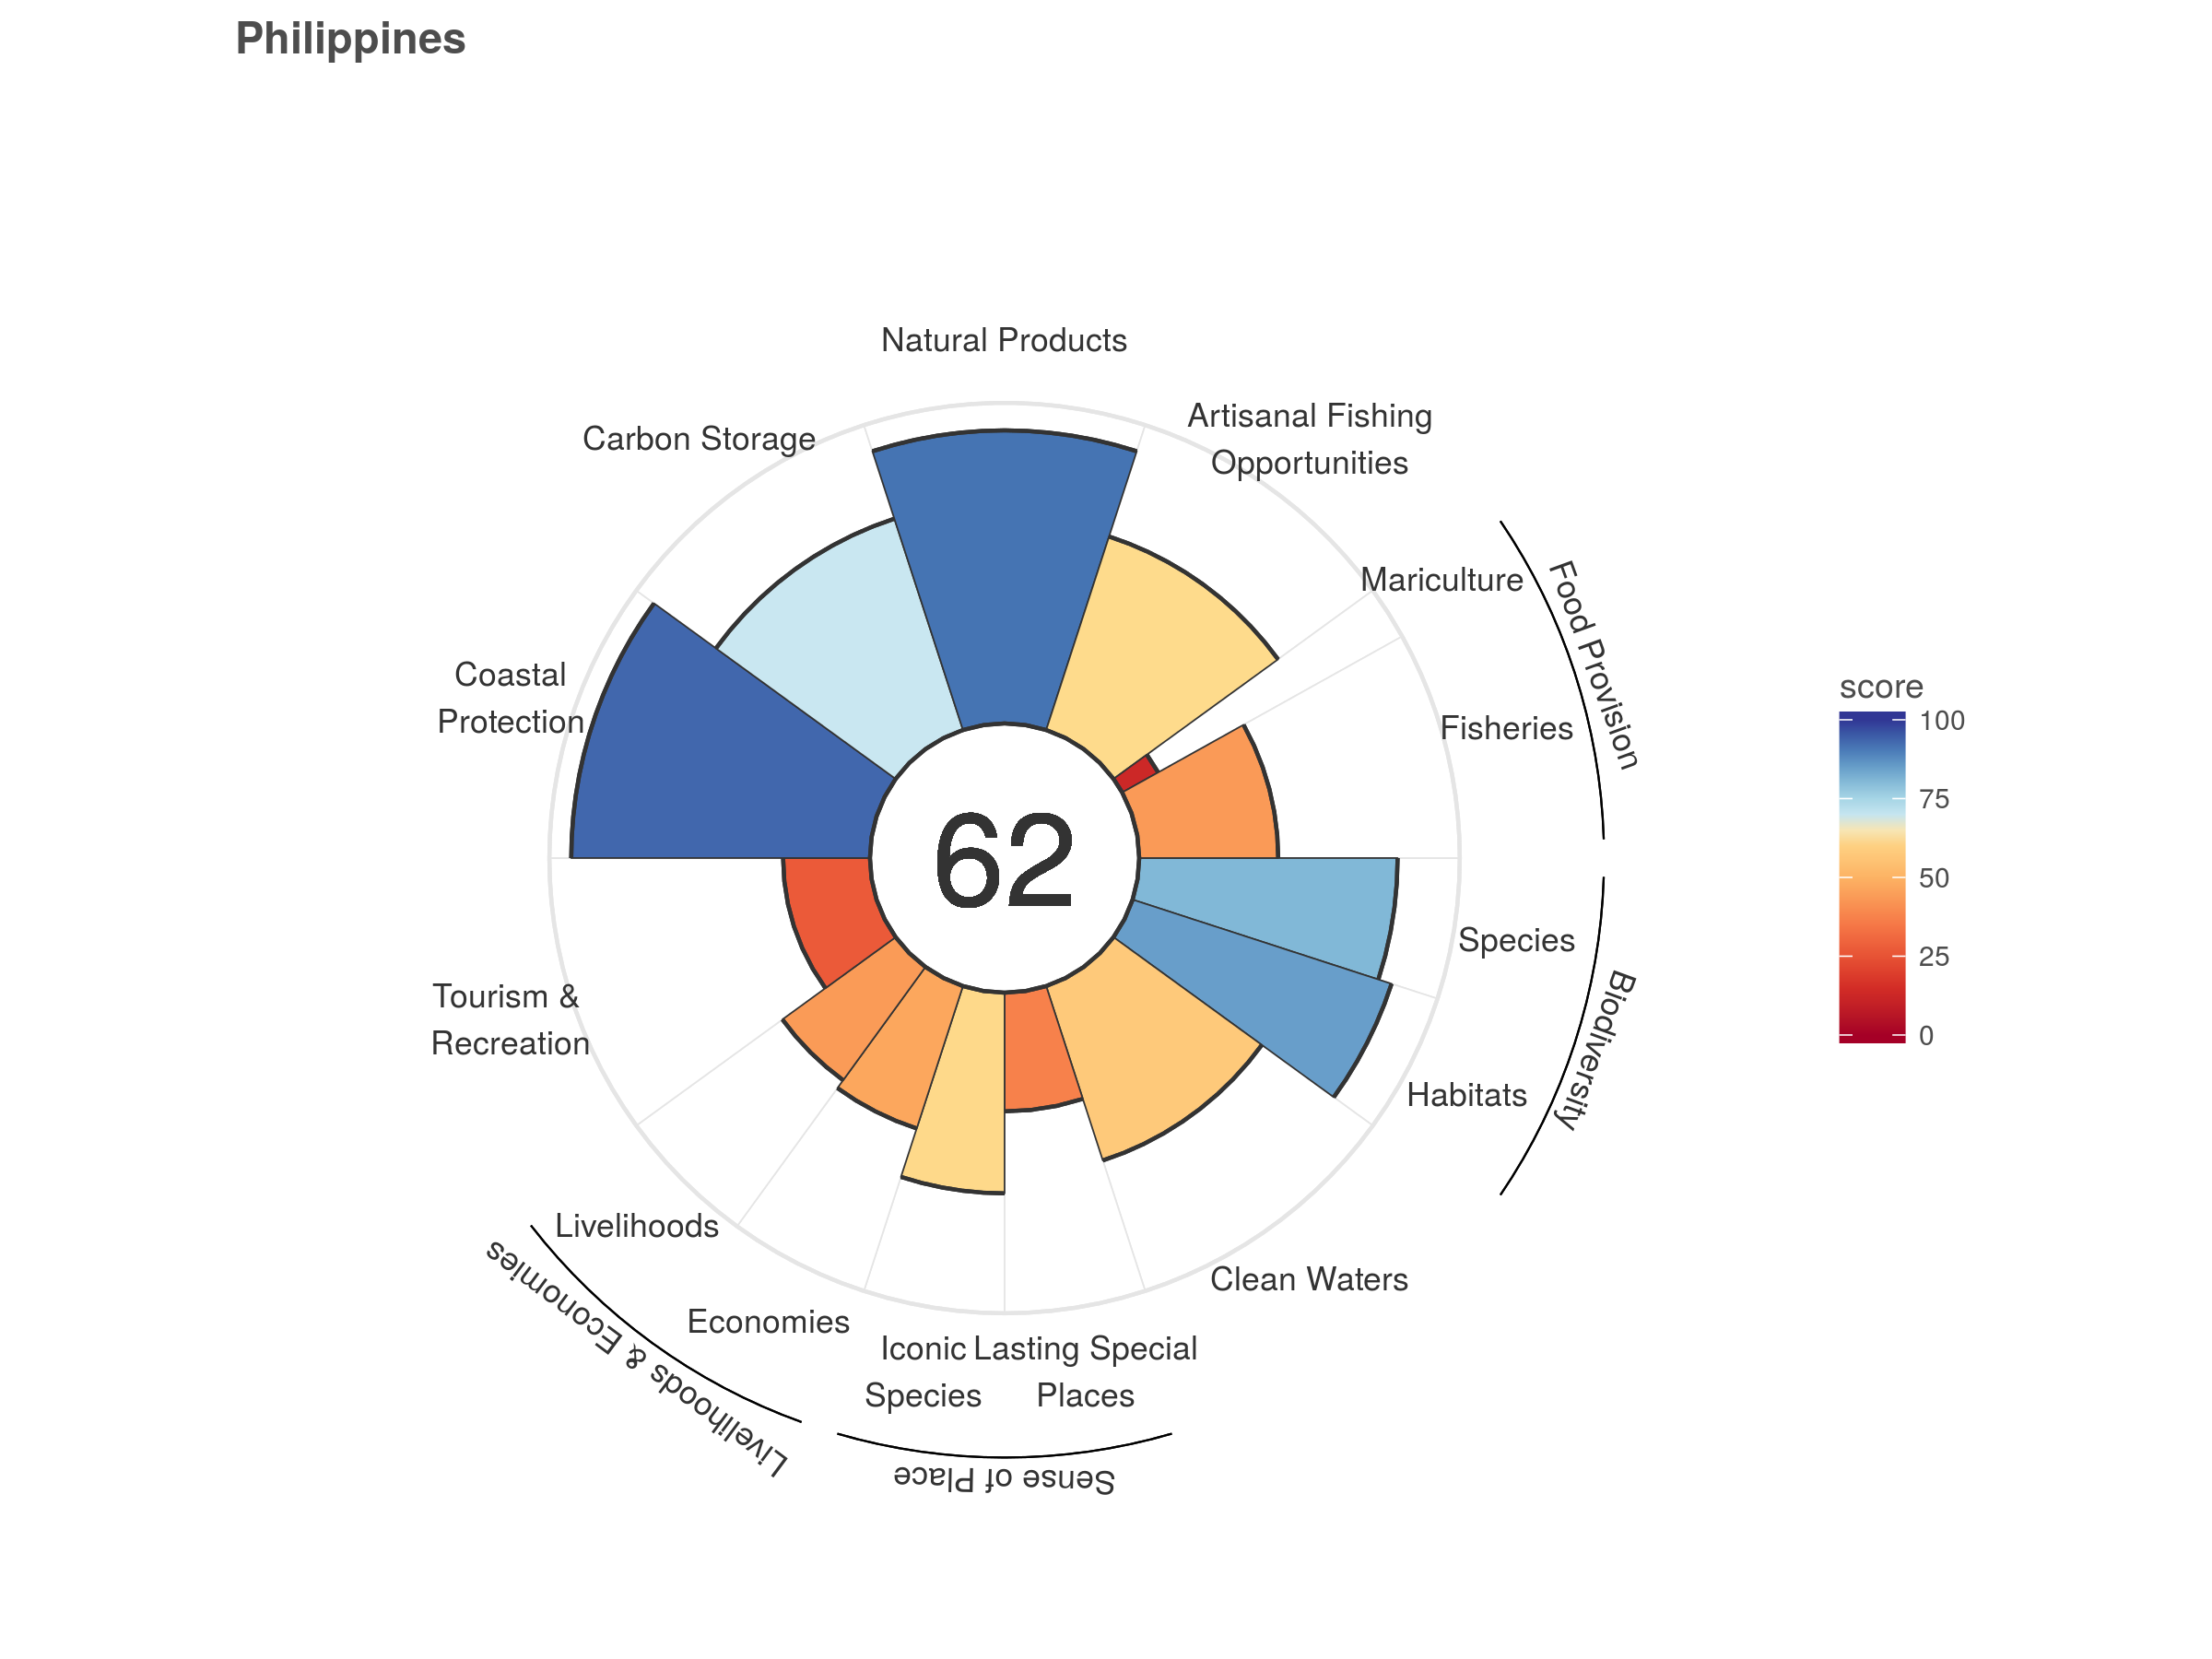 Philippines
Natural Products
Artisanal Fishing
Opportunities
Carbon Storage
Mariculture
Food Provision
Coastal
Protection
Fisheries
score
100
75
50
25
0
62
Species
Biodiversity
Tourism &
Recreation
Habitats
Livelihoods
Clean Waters
Economies
Livelihoods & Economies
Iconic
Species
Lasting Special
Places
Sense of Place